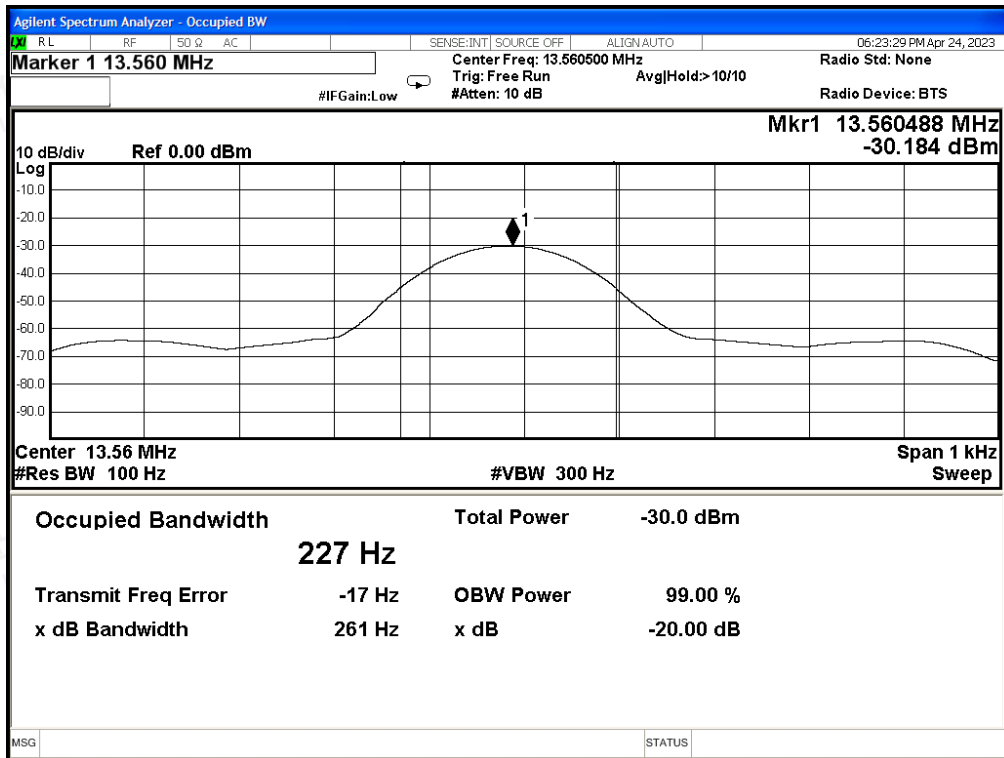 Agilent Spectrum Analyzer - Occupied BW
LXI RL RF 50 Ω AC SENSE:INT SOURCE OFF ALIGN AUTO 06:23:29 PM Apr 24, 2023
Marker 1 13.560 MHz Center Freq: 13.560500 MHz Radio Std: None
Trig: Free Run Avg|Hold:>10/10
#IFGain:Low #Atten: 10 dB Radio Device: BTS
Mkr1 13.560488 MHz
10 dB/div Ref 0.00 dBm -30.184 dBm
Log
-10.0
-20.0
1
-30.0
-40.0
-50.0
-60.0
-70.0
-80.0
-90.0
Center 13.56 MHz Span 1 kHz
#Res BW 100 Hz #VBW 300 Hz Sweep
Occupied Bandwidth Total Power -30.0 dBm
227 Hz
Transmit Freq Error -17 Hz OBW Power 99.00 %
x dB Bandwidth 261 Hz x dB -20.00 dB
MSG STATUS